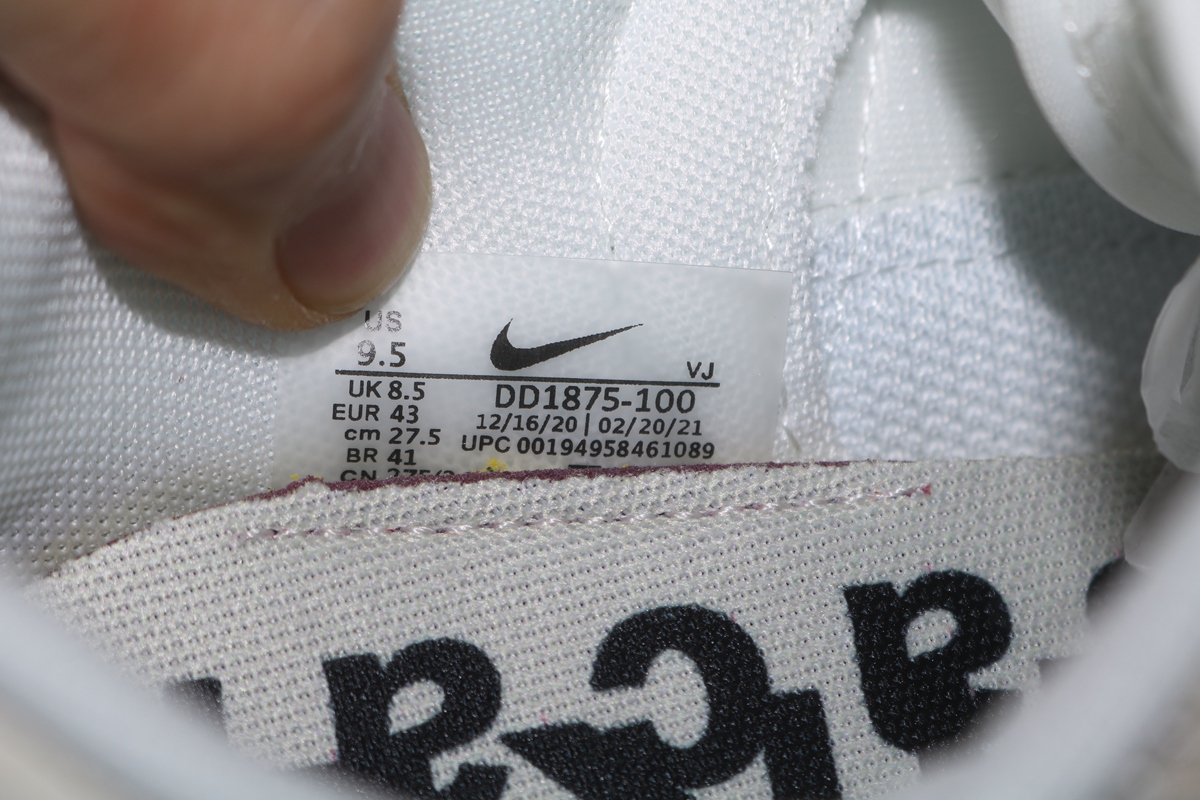 US
9.5
VJ
UK 8.5
DD1875-100
EUR 43
12/16/20 | 02/20/21
cm 27.5
UPC 00194958461089
BR 41
CN